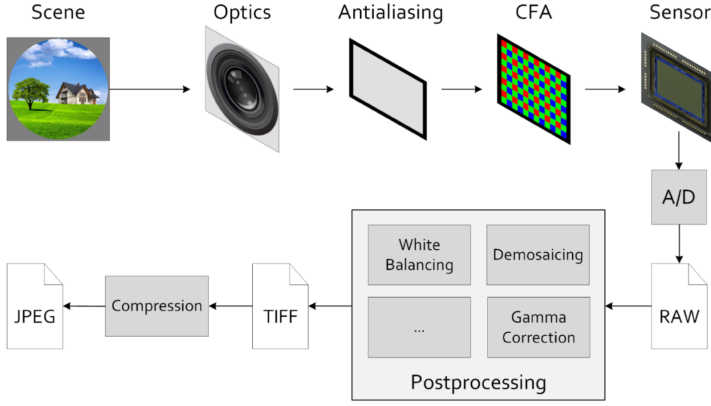 Scene
Optics
Antialiasing
CFA
Sensor
A/D
RAW
White
Balancing
Demosaicing
...
Gamma
Correction
Postprocessing
TIFF
Compression
JPEG